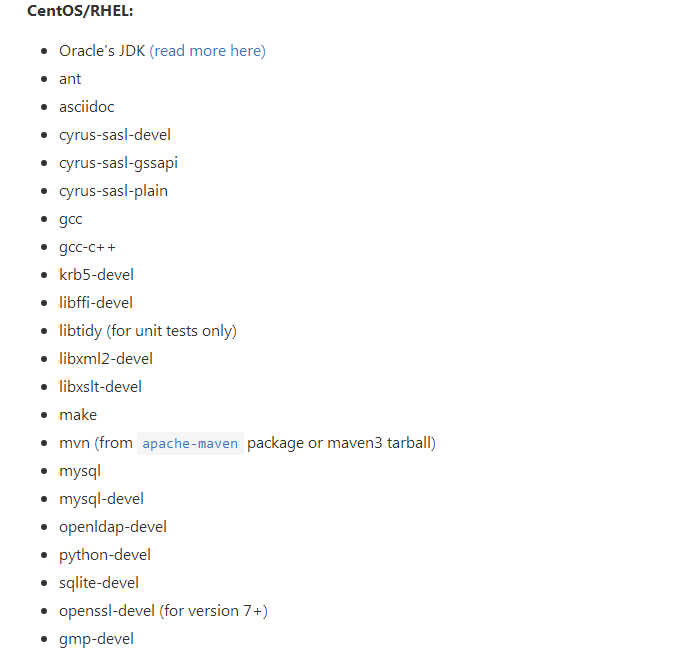 CentOS/RHEL:
Oracle's JDK (read more here)
ant
asciidoc
cyrus-sasl-devel
cyrus-sasl-gssapi
cyrus-sasl-plain
gcc
gcc-c++
krb5-devel
libffi-devel
libtidy (for unit tests only)
libxml2-devel
libxslt-devel
make
mvn (from apache-maven package or maven3 tarball)
mysql
mysql-devel
openldap-devel
python-devel
sqlite-devel
openssl-devel (for version 7+)
gmp-devel